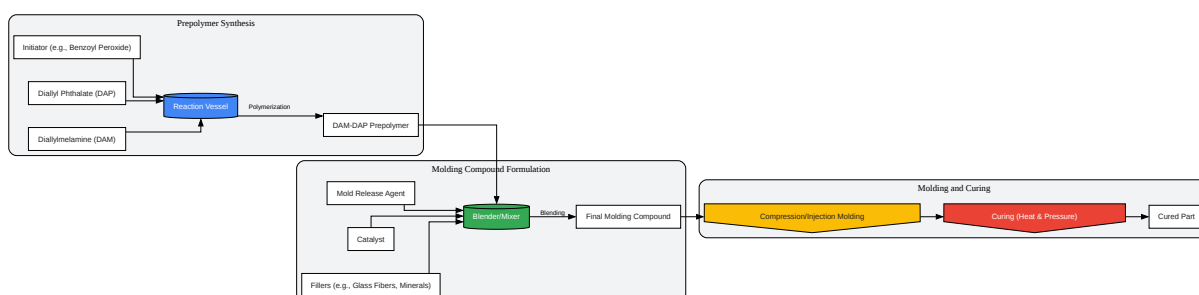 Prepolymer Synthesis
Initiator (e.g., Benzoyl Peroxide)
Diallyl Phthalate (DAP)
Reaction Vessel
Polymerization
DAM-DAP Prepolymer
Diallylmelamine (DAM)
Molding Compound Formulation
Mold Release Agent
Blender/Mixer
Blending
Final Molding Compound
Catalyst
Fillers (e.g., Glass Fibers, Minerals)
Molding and Curing
Compression/Injection Molding
Curing (Heat & Pressure)
Cured Part